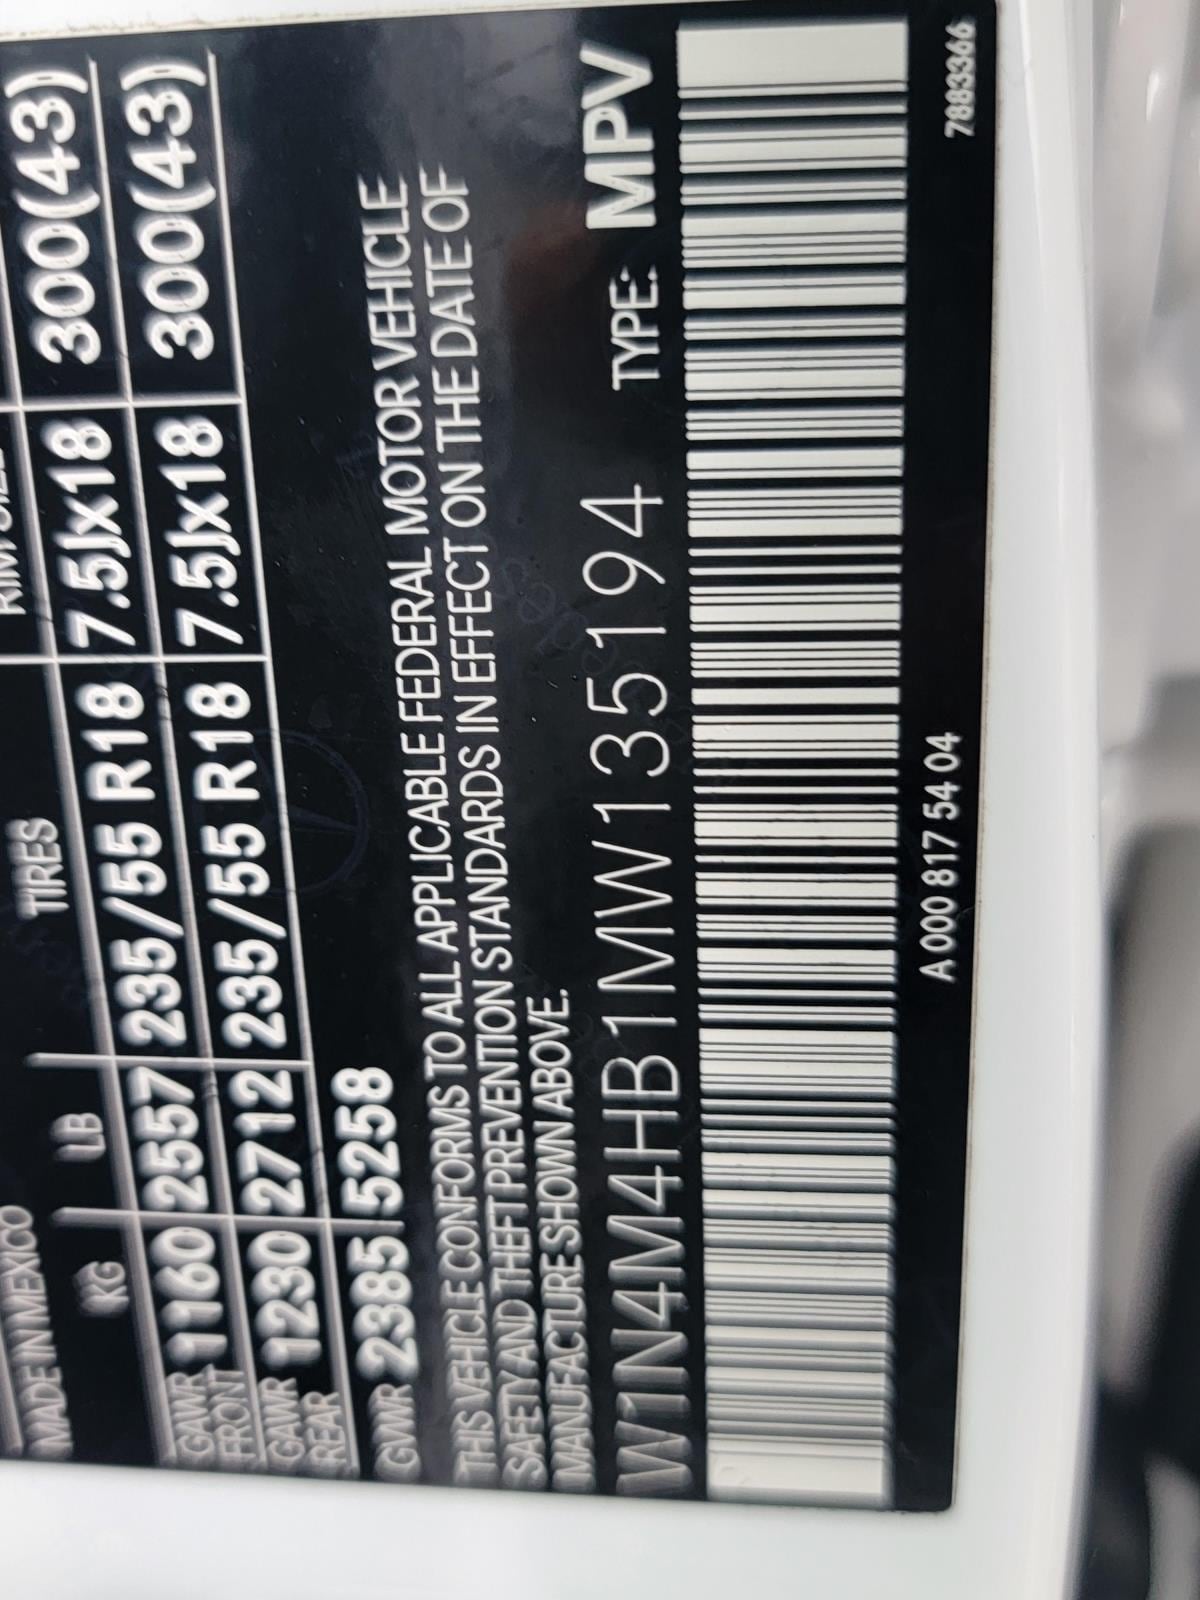 MADE IN MEXICO
KG LB TIRES
GAWR FRONT 1160 2557 235/55 R18 7.5Jx18 300(43)
GAWR REAR 1230 2712 235/55 R18 7.5Jx18 300(43)
GVWR 2385 5258
THIS VEHICLE CONFORMS TO ALL APPLICABLE FEDERAL MOTOR VEHICLE
SAFETY AND THEFT PREVENTION STANDARDS IN EFFECT ON THE DATE OF
MANUFACTURE SHOWN ABOVE.
W1N4M4HB1MW135194 TYPE: MPV
A 000 817 54 04
7883366